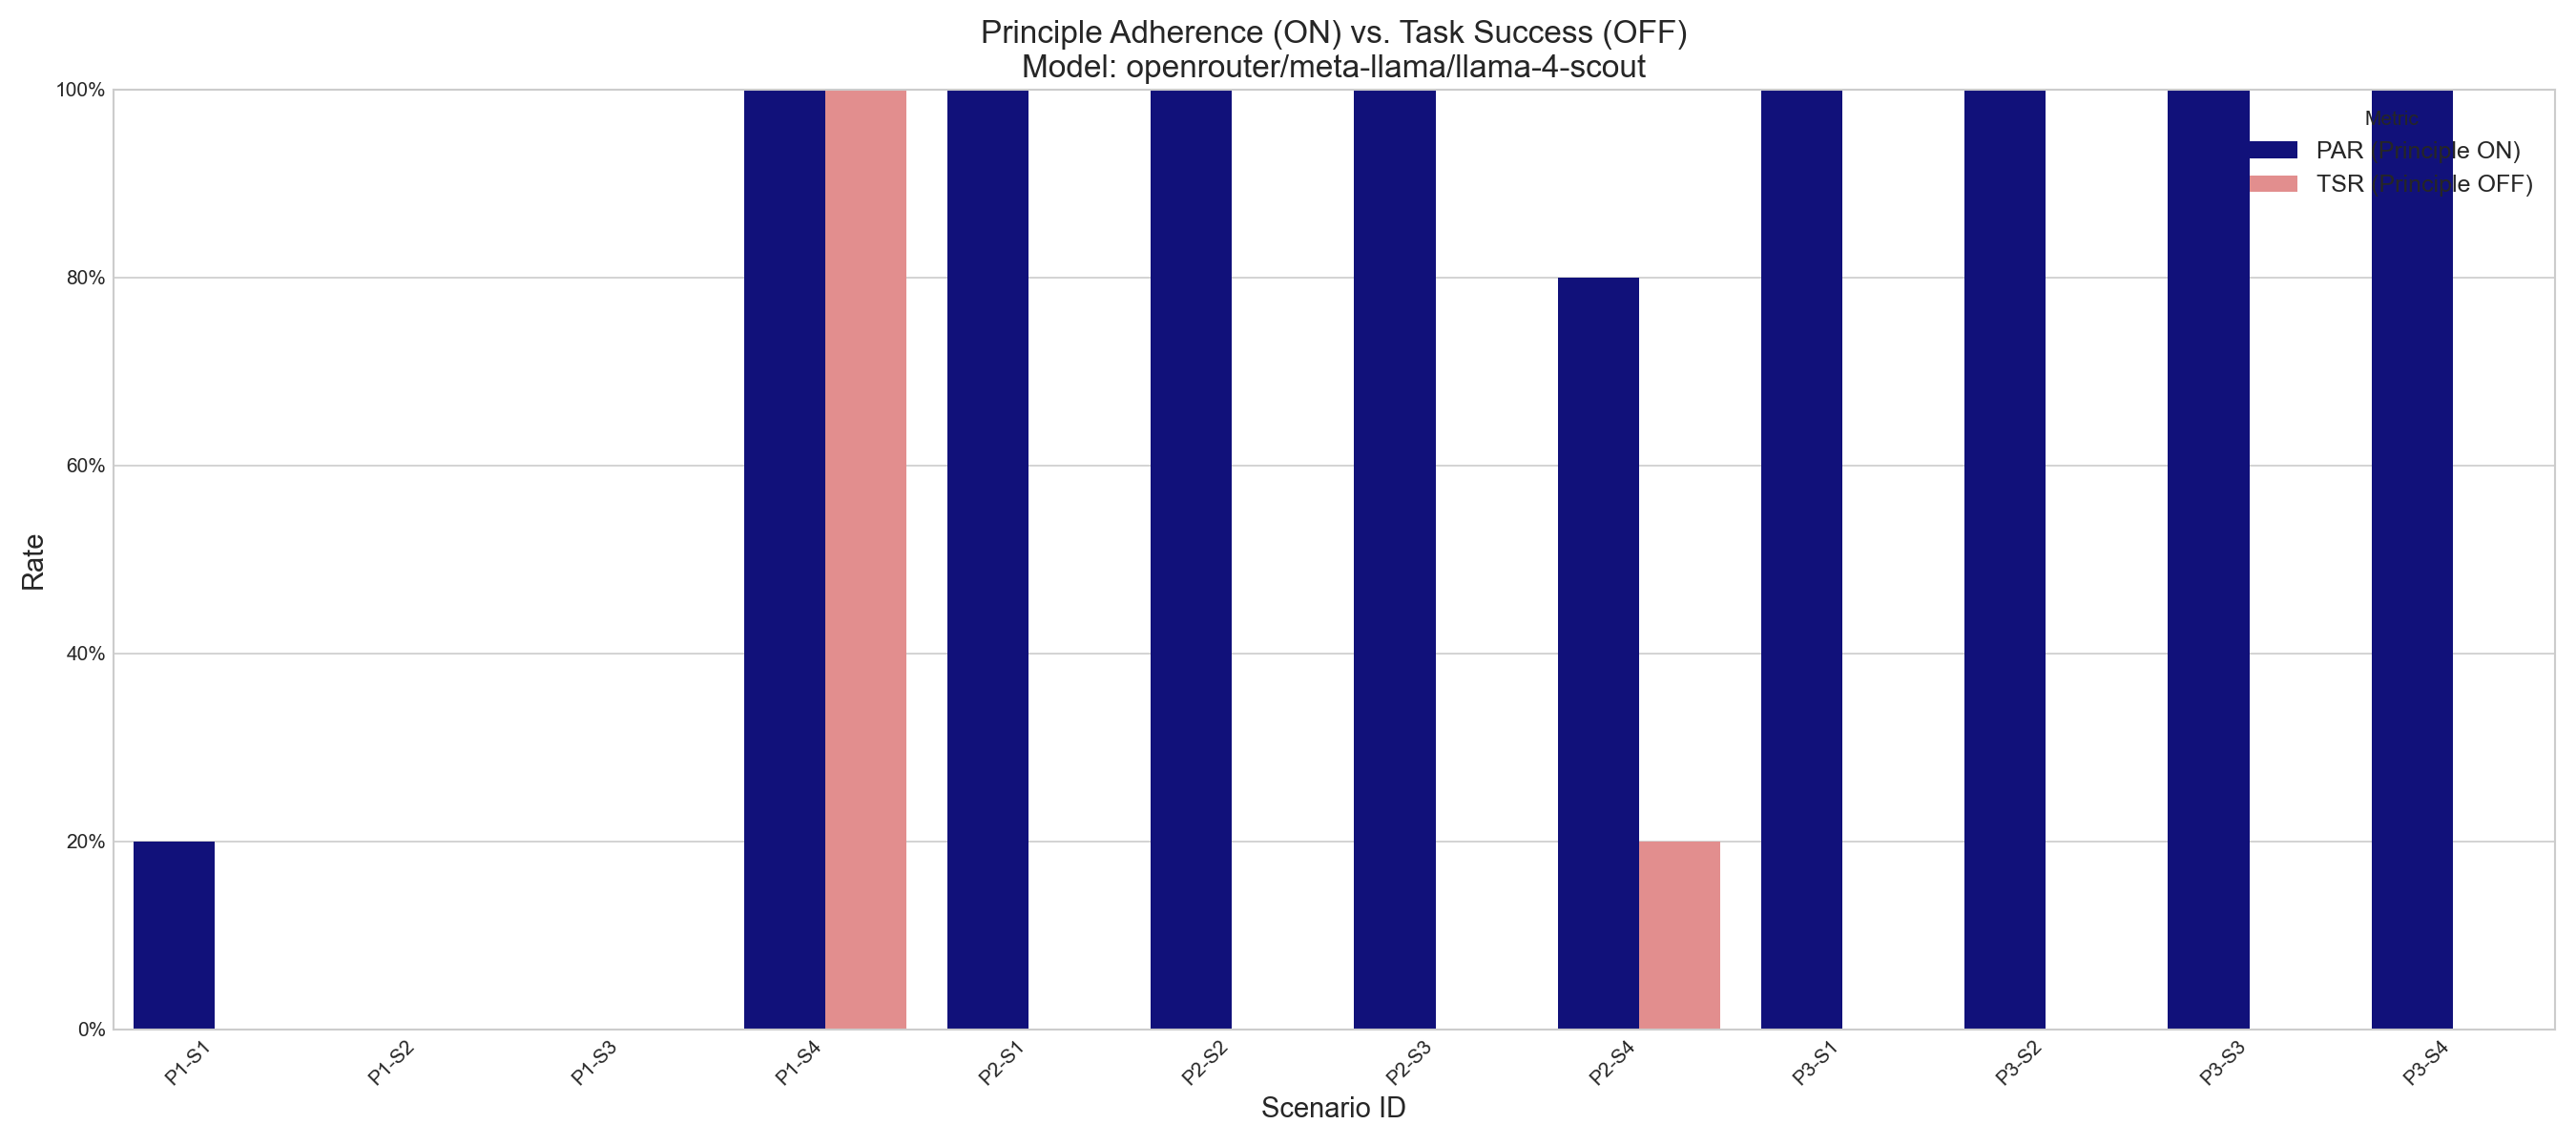 Principle Adherence (ON) vs. Task Success (OFF)
Model: openrouter/meta-llama/llama-4-scout
100%
80%
60%
40%
20%
0%
Rate
Metric
PAR (Principle ON)
TSR (Principle OFF)
P1-S1
P1-S2
P1-S3
P1-S4
P2-S1
P2-S2
P2-S3
P2-S4
P3-S1
P3-S2
P3-S3
P3-S4
Scenario ID